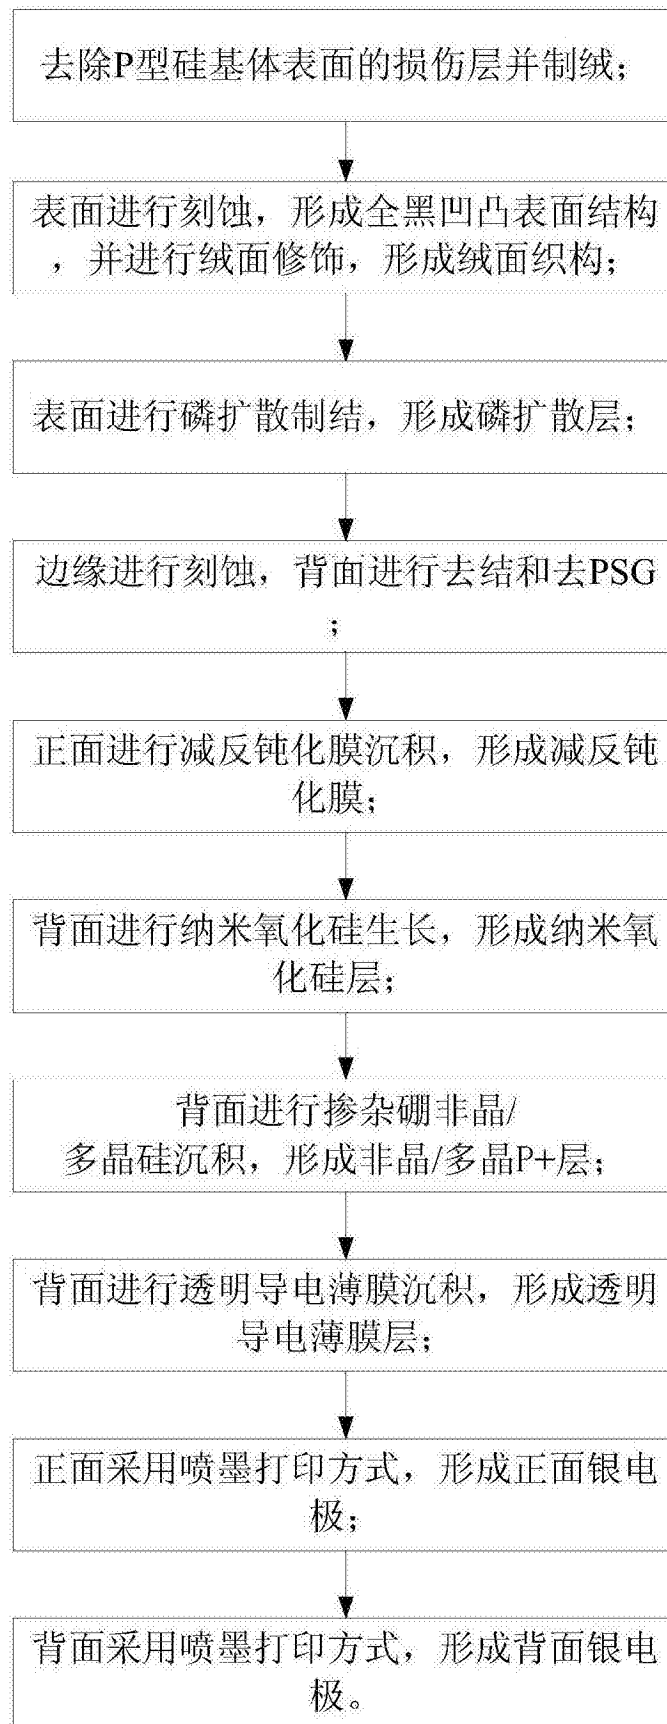 去除P型硅基体表面的损伤层并制绒；
表面进行刻蚀，形成全黑凹凸表面结构
，并进行绒面修饰，形成绒面织构；
表面进行磷扩散制结，形成磷扩散层；
边缘进行刻蚀，背面进行去结和去PSG
；
正面进行减反钝化膜沉积，形成减反钝
化膜；
背面进行纳米氧化硅生长，形成纳米氧
化硅层；
背面进行掺杂硼非晶/
多晶硅沉积，形成非晶/多晶P+层；
背面进行透明导电薄膜沉积，形成透明
导电薄膜层；
正面采用喷墨打印方式，形成正面银电
极；
背面采用喷墨打印方式，形成背面银电
极。